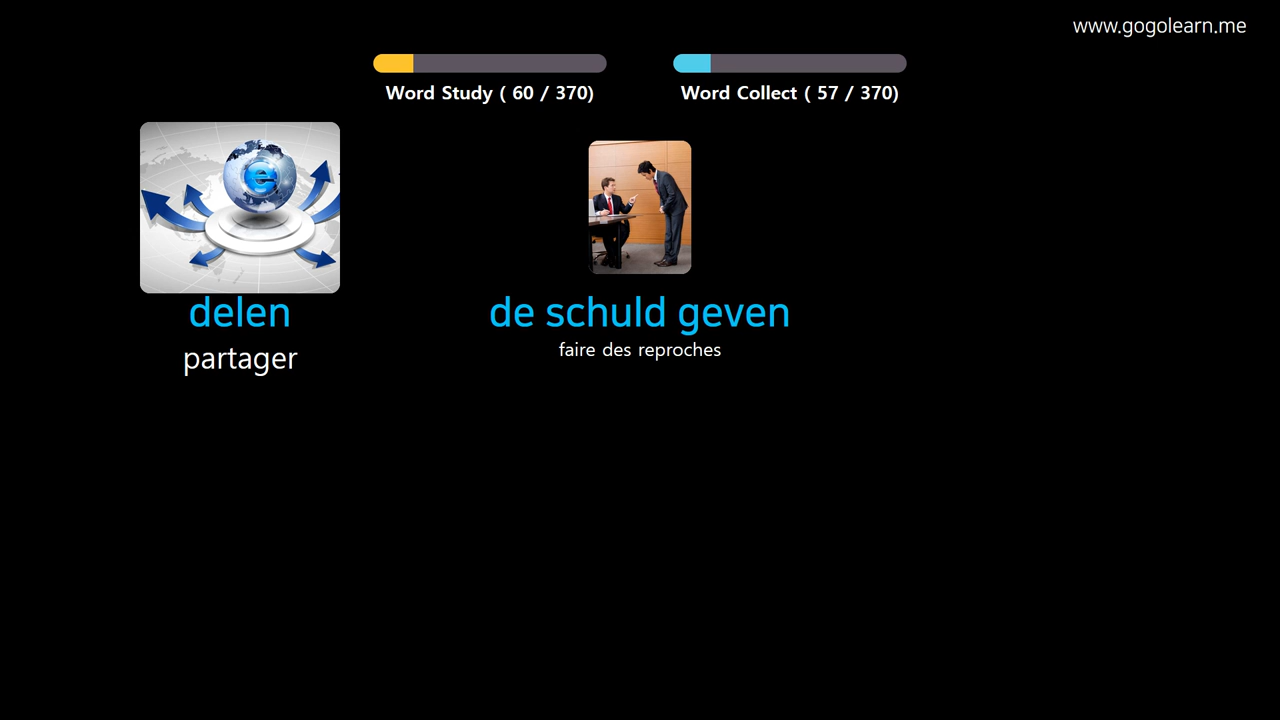 www.gogolearn.me
Word Study ( 60 / 370)
Word Collect ( 57 / 370)
e
delen
partager
de schuld geven
faire des reproches